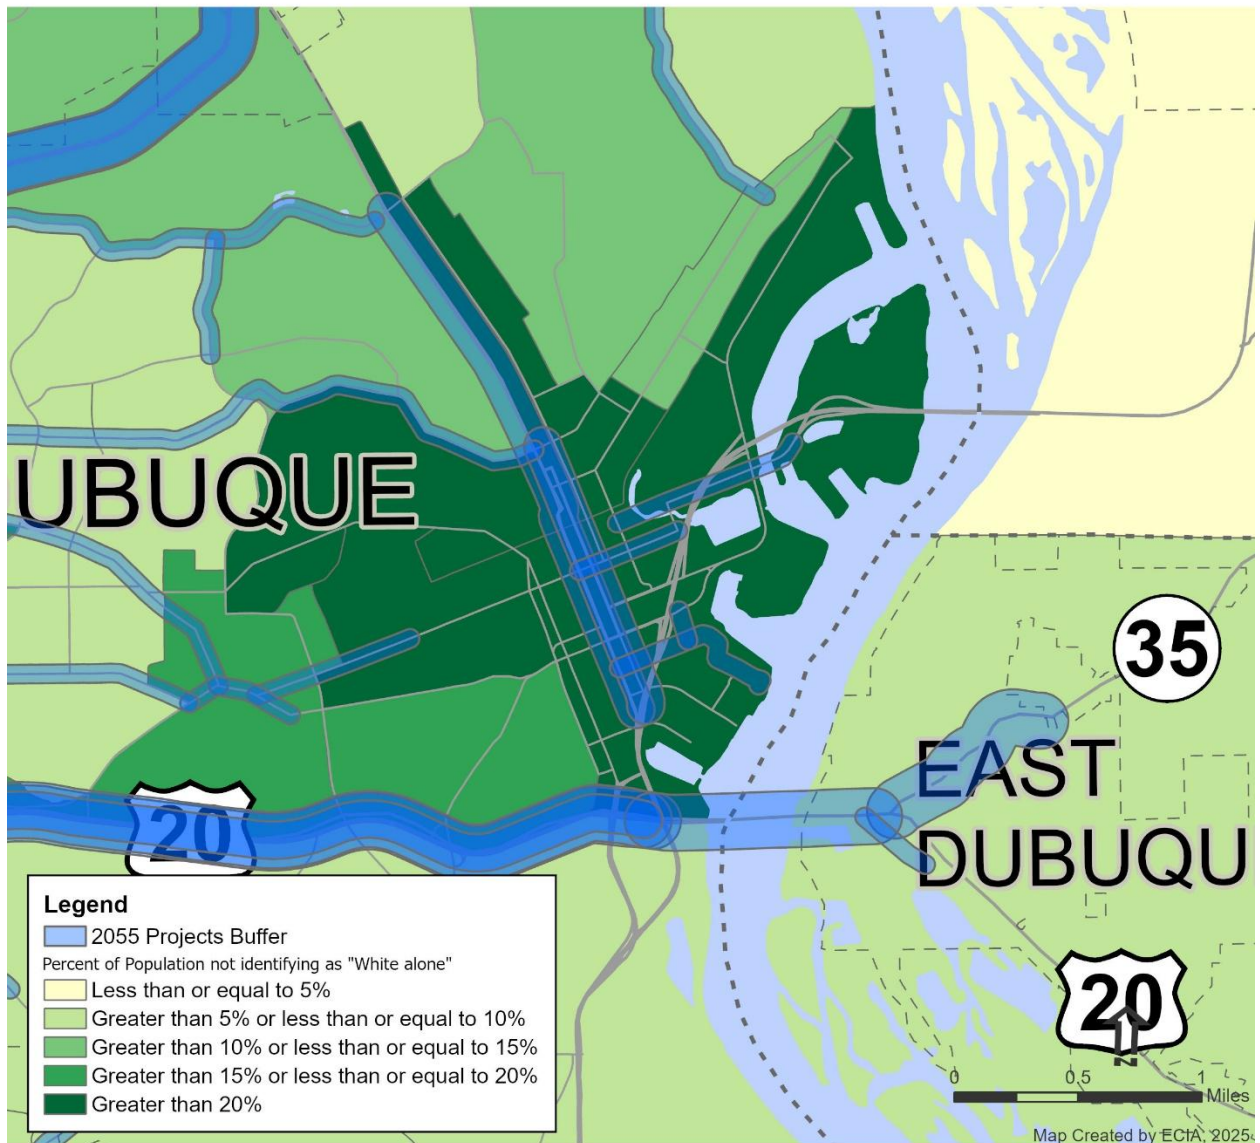 UBUQUE
35
EAST
DUBUQU
20
20
Legend
2055 Projects Buffer
Percent of Population not identifying as "White alone"
Less than or equal to 5%
Greater than 5% or less than or equal to 10%
Greater than 10% or less than or equal to 15%
Greater than 15% or less than or equal to 20%
Greater than 20%
N
0 0.5 1
Miles
Map Created by ECIA, 2025